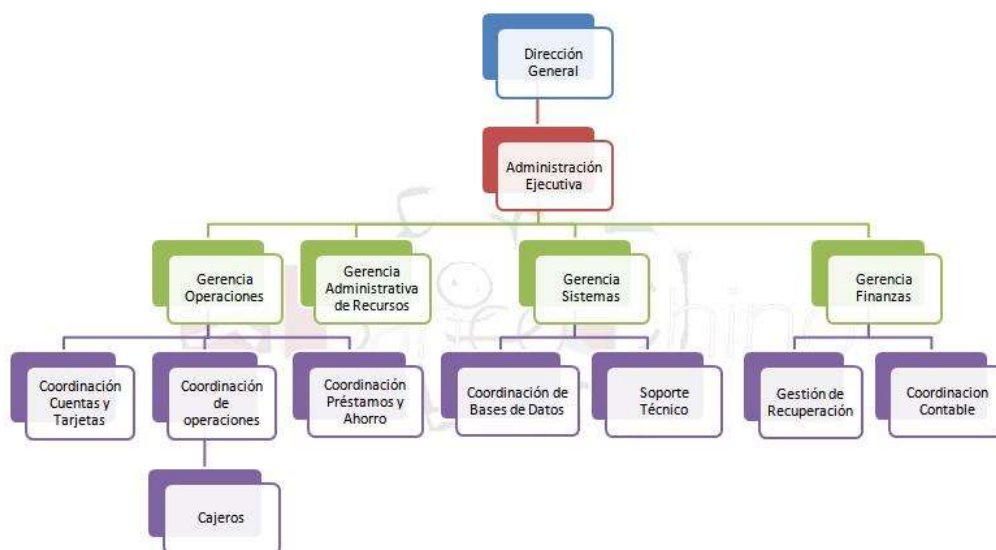 Dirección
General
Administración
Ejecutiva
Gerencia
Operaciones
Gerencia
Administrativa
de Recursos
Gerencia
Sistemas
Gerencia
Finanzas
Coordinación
Cuentas y
Tarjetas
Coordinación
de
operaciones
Coordinación
Préstamos y
Ahorro
Coordinación de
Bases de Datos
Soporte
Técnico
Gestión de
Recuperación
Coordinacion
Contable
Cajeros